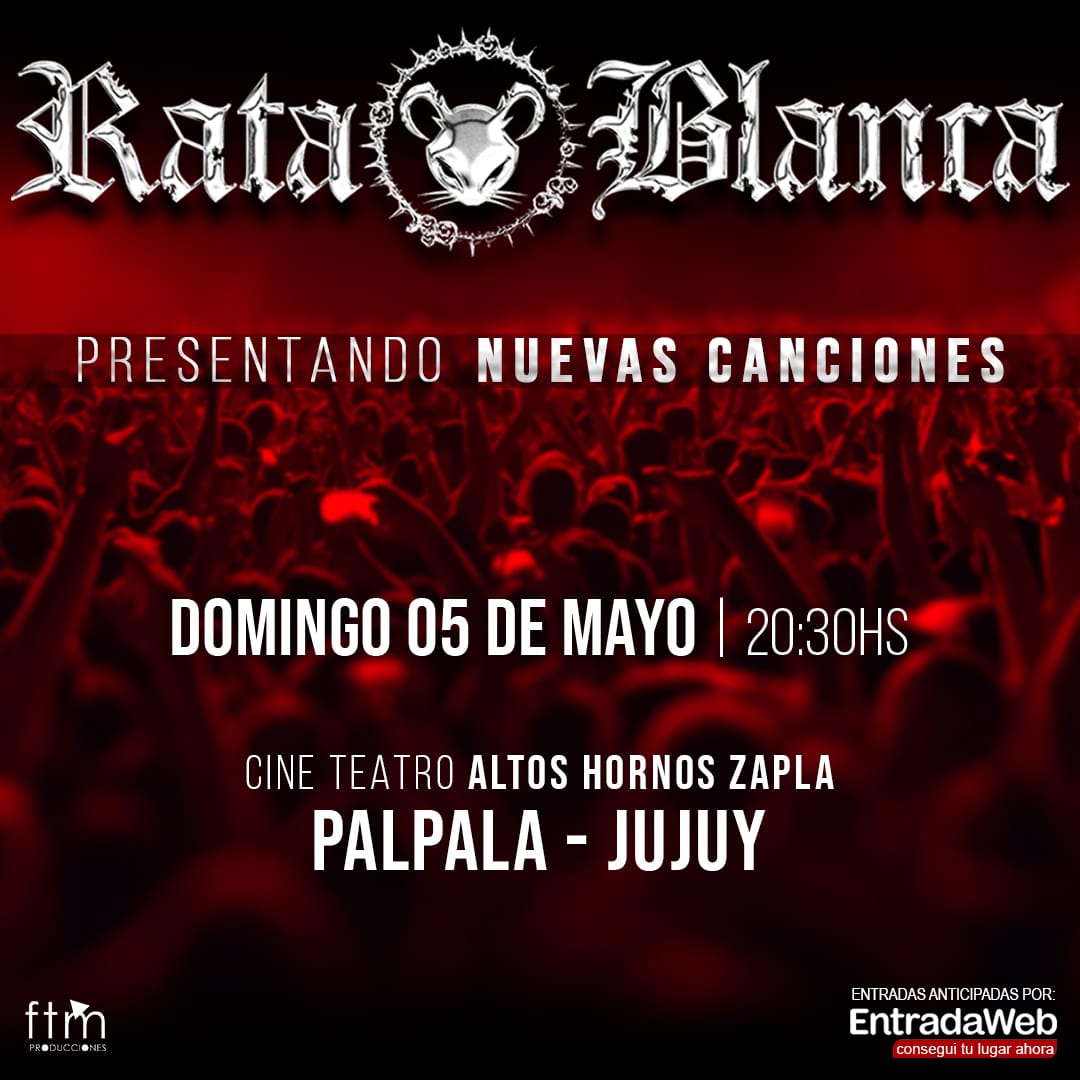 Rata Blanca
PRESENTANDO NUEVAS CANCIONES
DOMINGO 05 DE MAYO | 20:30HS
CINE TEATRO ALTOS HORNOS ZAPLA
PALPALA - JUJUY
ftm
PRODUCCIONES
ENTRADAS ANTICIPADAS POR:
EntradaWeb
consegui tu lugar ahora